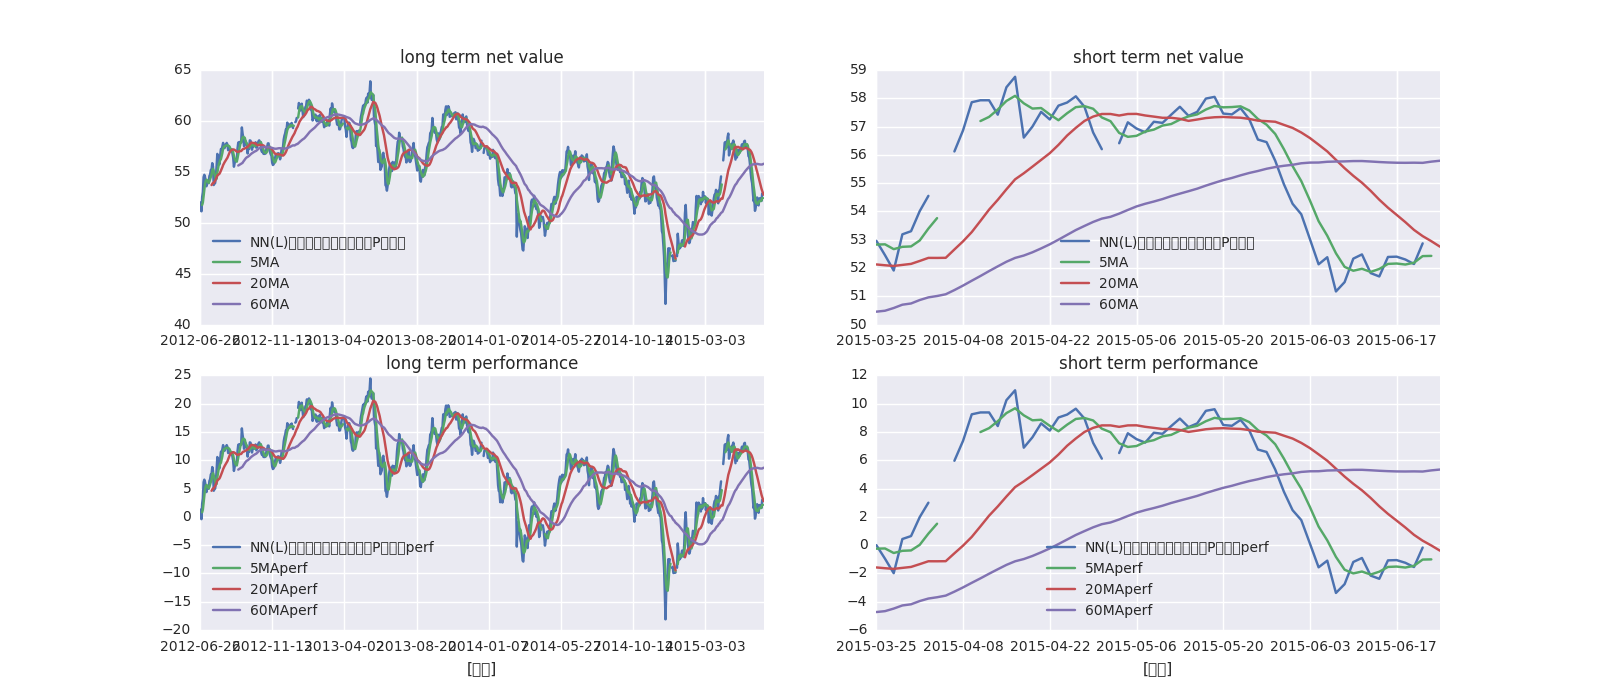 long term net value
65
60
55
50
45
40
NN(L)□□□□□□□□□□P□□□
5MA
20MA
60MA
2012-06-26 2012-11-13 2013-04-02 2013-08-20 2014-01-07 2014-05-27 2014-10-14 2015-03-03
short term net value
59
58
57
56
55
54
53
52
51
50
NN(L)□□□□□□□□□□P□□□
5MA
20MA
60MA
2015-03-25 2015-04-08 2015-04-22 2015-05-06 2015-05-20 2015-06-03 2015-06-17
long term performance
25
20
15
10
5
0
−5
−10
−15
−20
NN(L)□□□□□□□□□□P□□□perf
5MAperf
20MAperf
60MAperf
2012-06-26 2012-11-13 2013-04-02 2013-08-20 2014-01-07 2014-05-27 2014-10-14 2015-03-03
[□□]
short term performance
12
10
8
6
4
2
0
−2
−4
−6
NN(L)□□□□□□□□□□P□□□perf
5MAperf
20MAperf
60MAperf
2015-03-25 2015-04-08 2015-04-22 2015-05-06 2015-05-20 2015-06-03 2015-06-17
[□□]